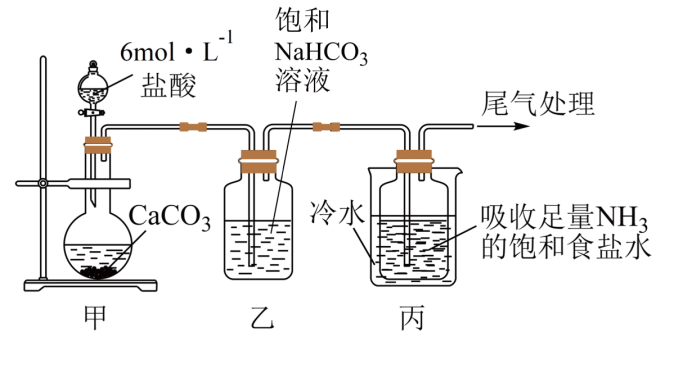 饱和
NaHCO₃
溶液
6mol·L⁻¹
盐酸
尾气处理
CaCO₃
冷水
吸收足量NH₃
的饱和食盐水
甲
乙
丙